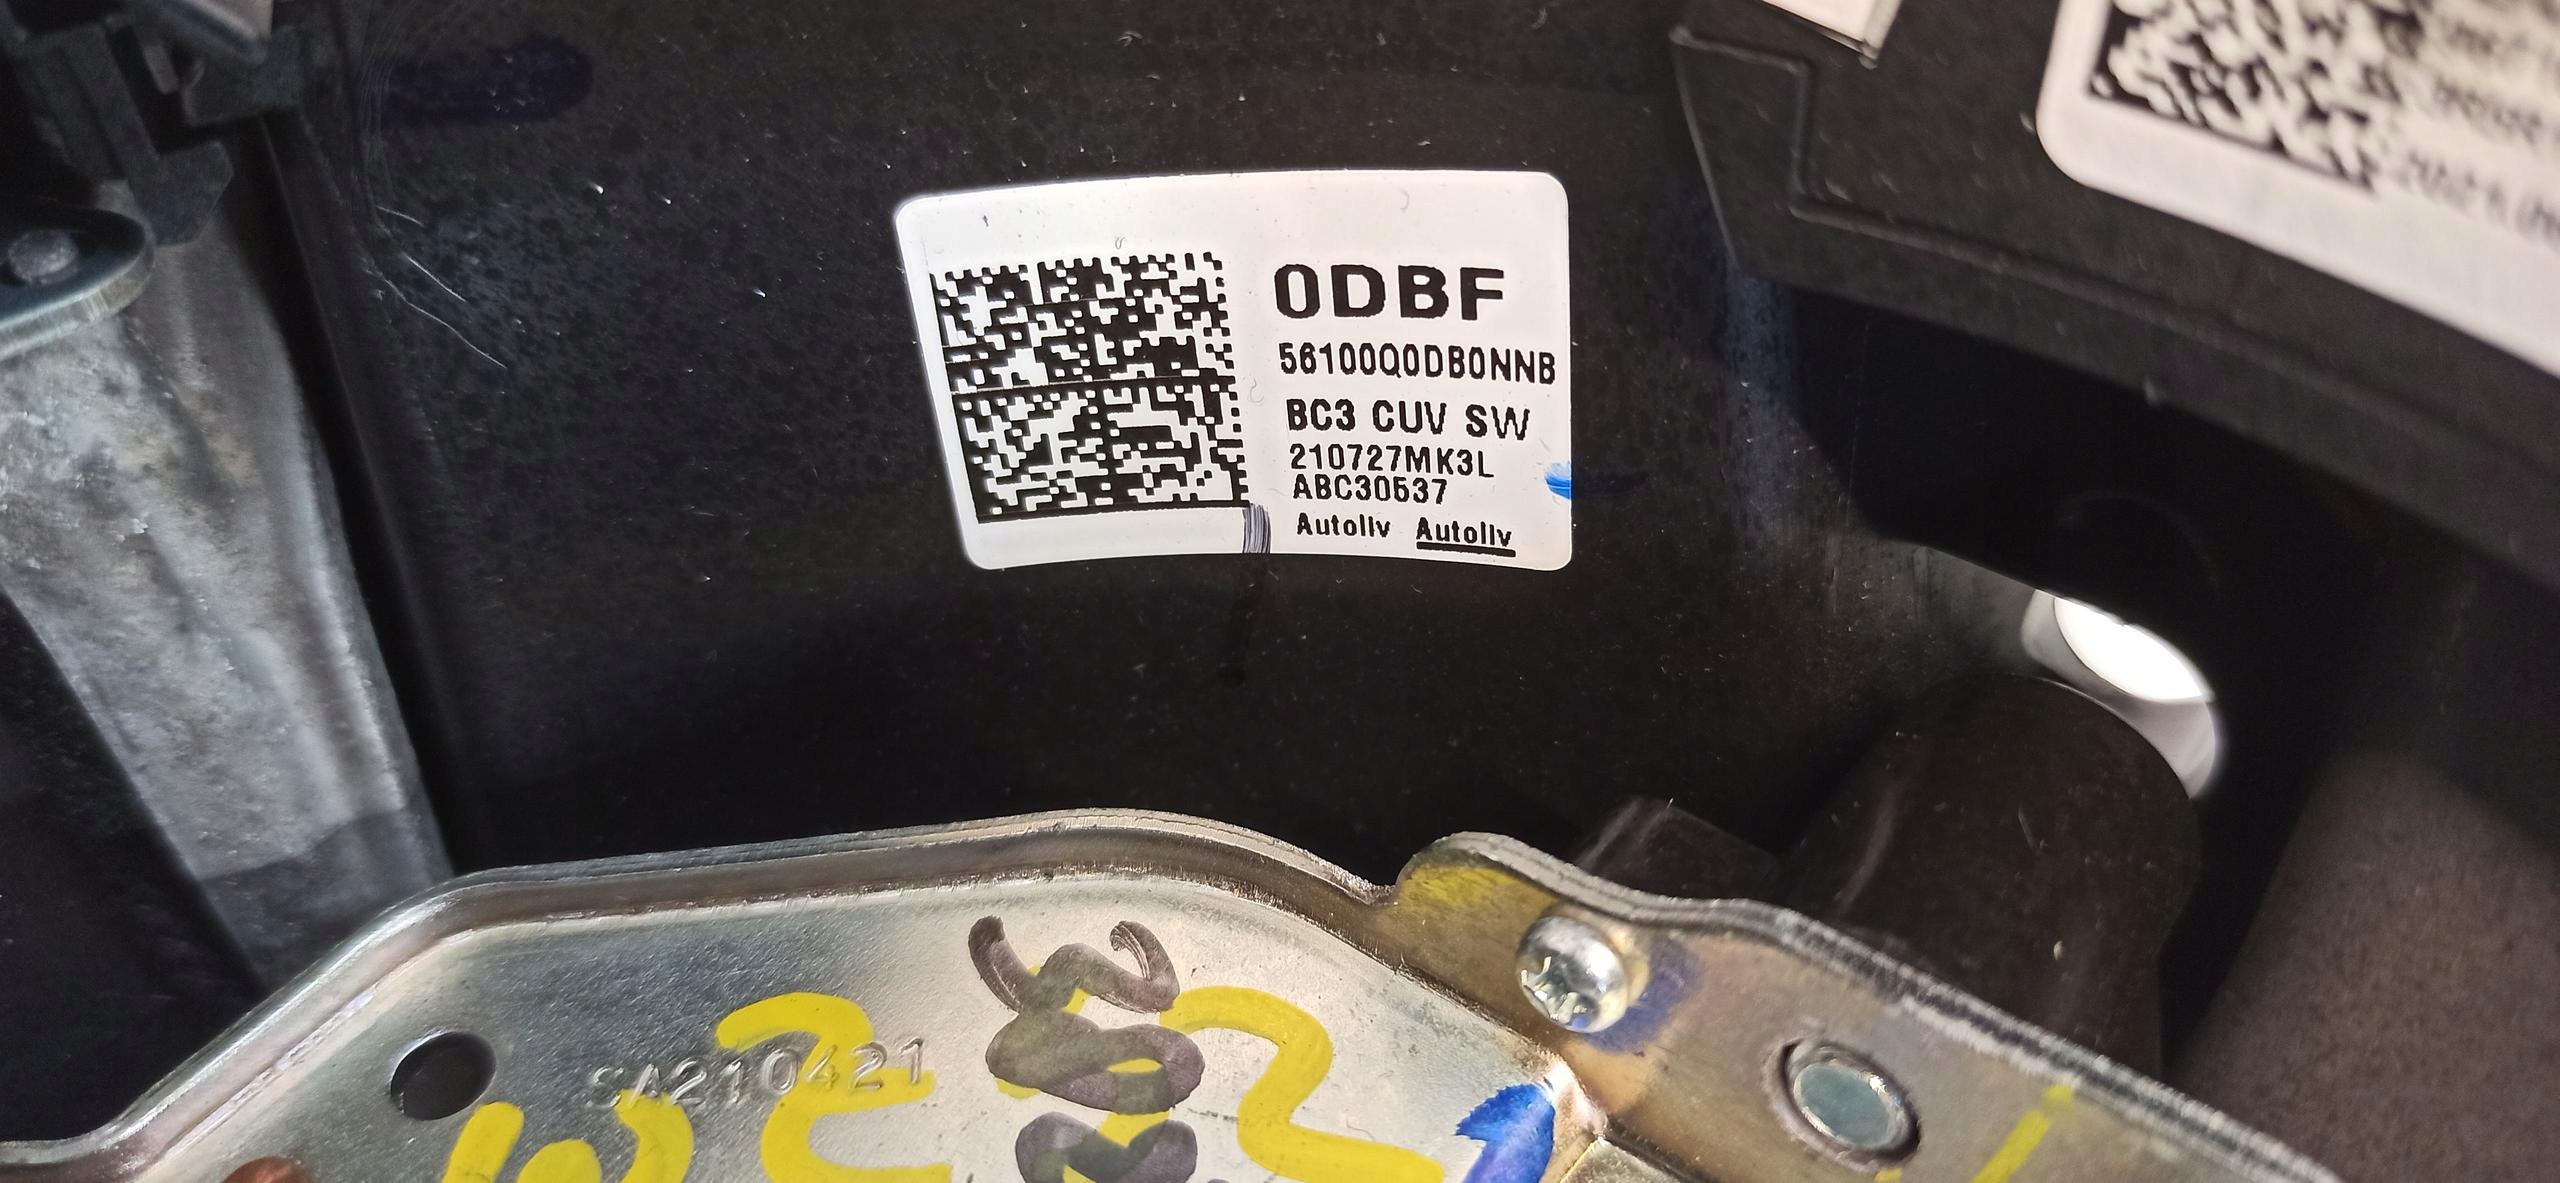 0DBF
56100Q0DB0NNB
BC3 CUV SW
210727MK3L
ABC30537
Autoliv Autoliv
SA210421